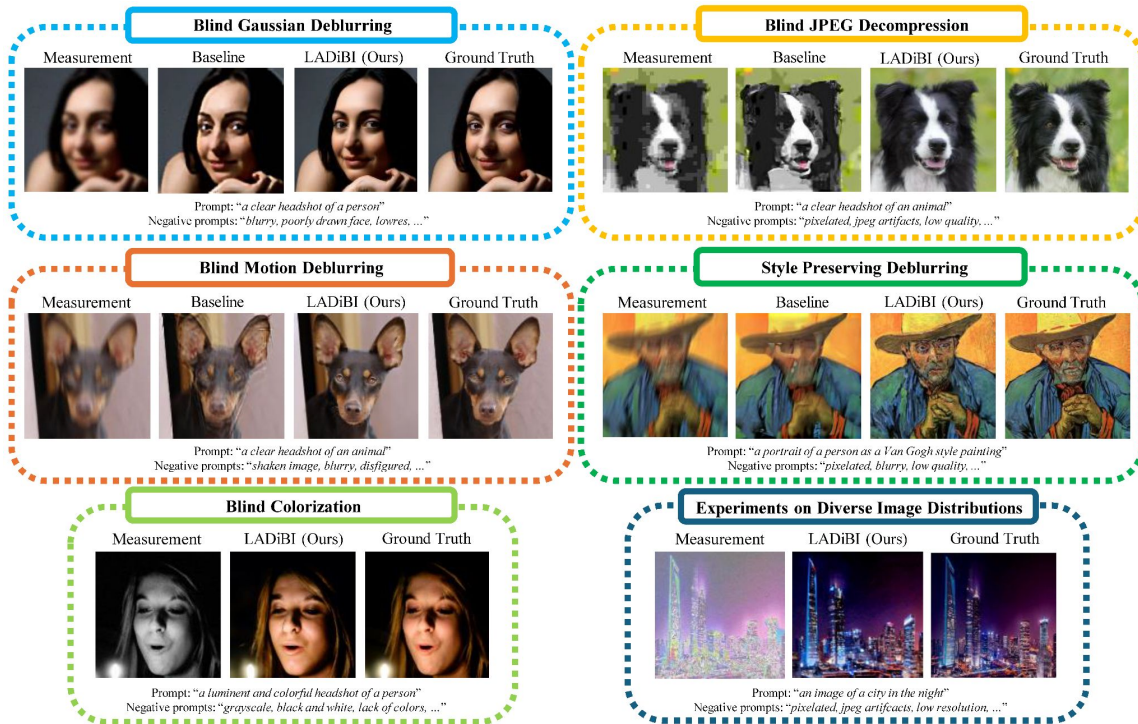 Blind Gaussian Deblurring
Measurement Baseline LADiBI (Ours) Ground Truth
Prompt: “a clear headshot of a person”
Negative prompts: “blurry, poorly drawn face, lowres, ...”
Blind JPEG Decompression
Measurement Baseline LADiBI (Ours) Ground Truth
Prompt: “a clear headshot of an animal”
Negative prompts: “pixelated, jpeg artifacts, low quality, ...”
Blind Motion Deblurring
Measurement Baseline LADiBI (Ours) Ground Truth
Prompt: “a clear headshot of an animal”
Negative prompts: “shaken image, blurry, disfigured, ...”
Style Preserving Deblurring
Measurement Baseline LADiBI (Ours) Ground Truth
Prompt: “a portrait of a person as a Van Gogh style painting”
Negative prompts: “pixelated, blurry, low quality, ...”
Blind Colorization
Measurement LADiBI (Ours) Ground Truth
Prompt: “a luminent and colorful headshot of a person”
Negative prompts: “grayscale, black and white, lack of colors, ...”
Experiments on Diverse Image Distributions
Measurement LADiBI (Ours) Ground Truth
Prompt: “an image of a city in the night”
Negative prompts: “pixelated, jpeg artifcacts, low resolution, ...”